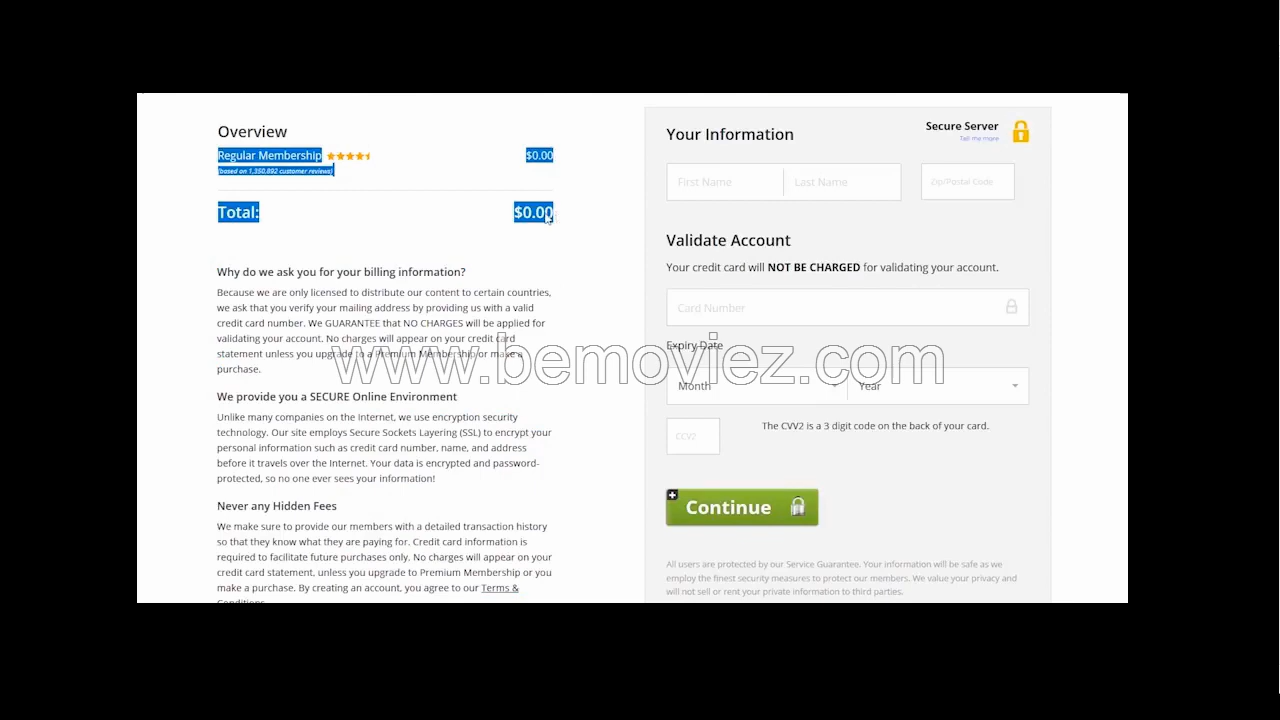 Overview
Regular Membership $0.00
(based on 1,350,892 customer reviews)
Total: $0.00
Why do we ask you for your billing information?
Because we are only licensed to distribute our content to certain countries,
we ask that you verify your mailing address by providing us with a valid
credit card number. We GUARANTEE that NO CHARGES will be applied for
validating your account. No charges will appear on your credit card
statement unless you upgrade to a Premium Membership or make a
purchase.
We provide you a SECURE Online Environment
Unlike many companies on the Internet, we use encryption security
technology. Our site employs Secure Sockets Layering (SSL) to encrypt your
personal information such as credit card number, name, and address
before it travels over the Internet. Your data is encrypted and password-
protected, so no one ever sees your information!
Never any Hidden Fees
We make sure to provide our members with a detailed transaction history
so that they know what they are paying for. Credit card information is
required to facilitate future purchases only. No charges will appear on your
credit card statement, unless you upgrade to Premium Membership or you
make a purchase. By creating an account, you agree to our Terms &
Conditions
Your Information
Secure Server
Tell me more
First Name Last Name Zip/Postal Code
Validate Account
Your credit card will NOT BE CHARGED for validating your account.
Card Number
Expiry Date
www.bemoviez.com
Month Year
CCV2
The CVV2 is a 3 digit code on the back of your card.
Continue
All users are protected by our Service Guarantee. Your information will be safe as we
employ the finest security measures to protect our members. We value your privacy and
will not sell or rent your private information to third parties.